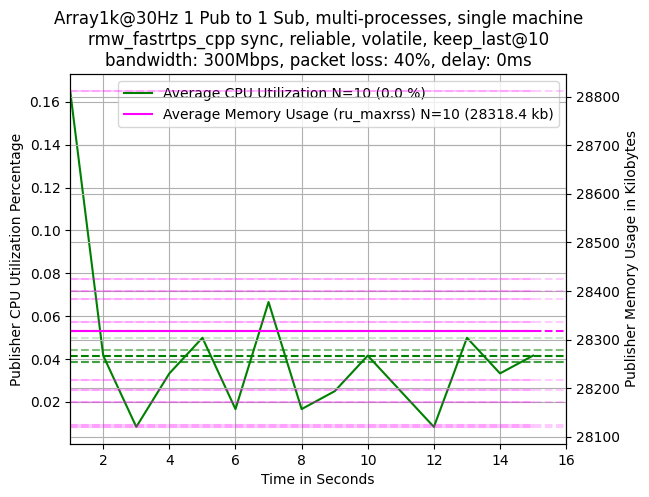 Array1k@30Hz 1 Pub to 1 Sub, multi-processes, single machine
rmw_fastrtps_cpp sync, reliable, volatile, keep_last@10
bandwidth: 300Mbps, packet loss: 40%, delay: 0ms
Average CPU Utilization N=10 (0.0 %)
Average Memory Usage (ru_maxrss) N=10 (28318.4 kb)
Publisher CPU Utilization Percentage
0.16
0.14
0.12
0.10
0.08
0.06
0.04
0.02
28800
28700
28600
28500
28400
28300
28200
28100
Publisher Memory Usage in Kilobytes
2 4 6 8 10 12 14 16
Time in Seconds